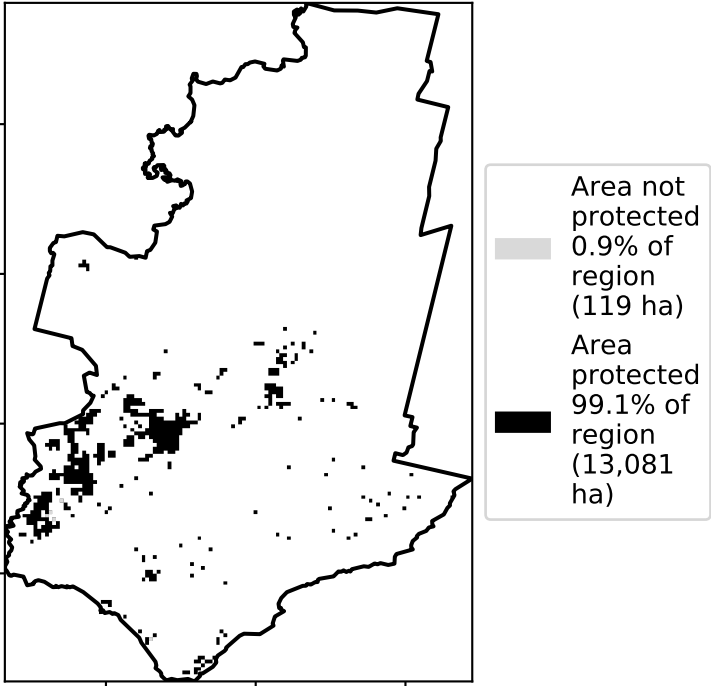 Area not
protected
0.9% of
region
(119 ha)
Area
protected
99.1% of
region
(13,081
ha)